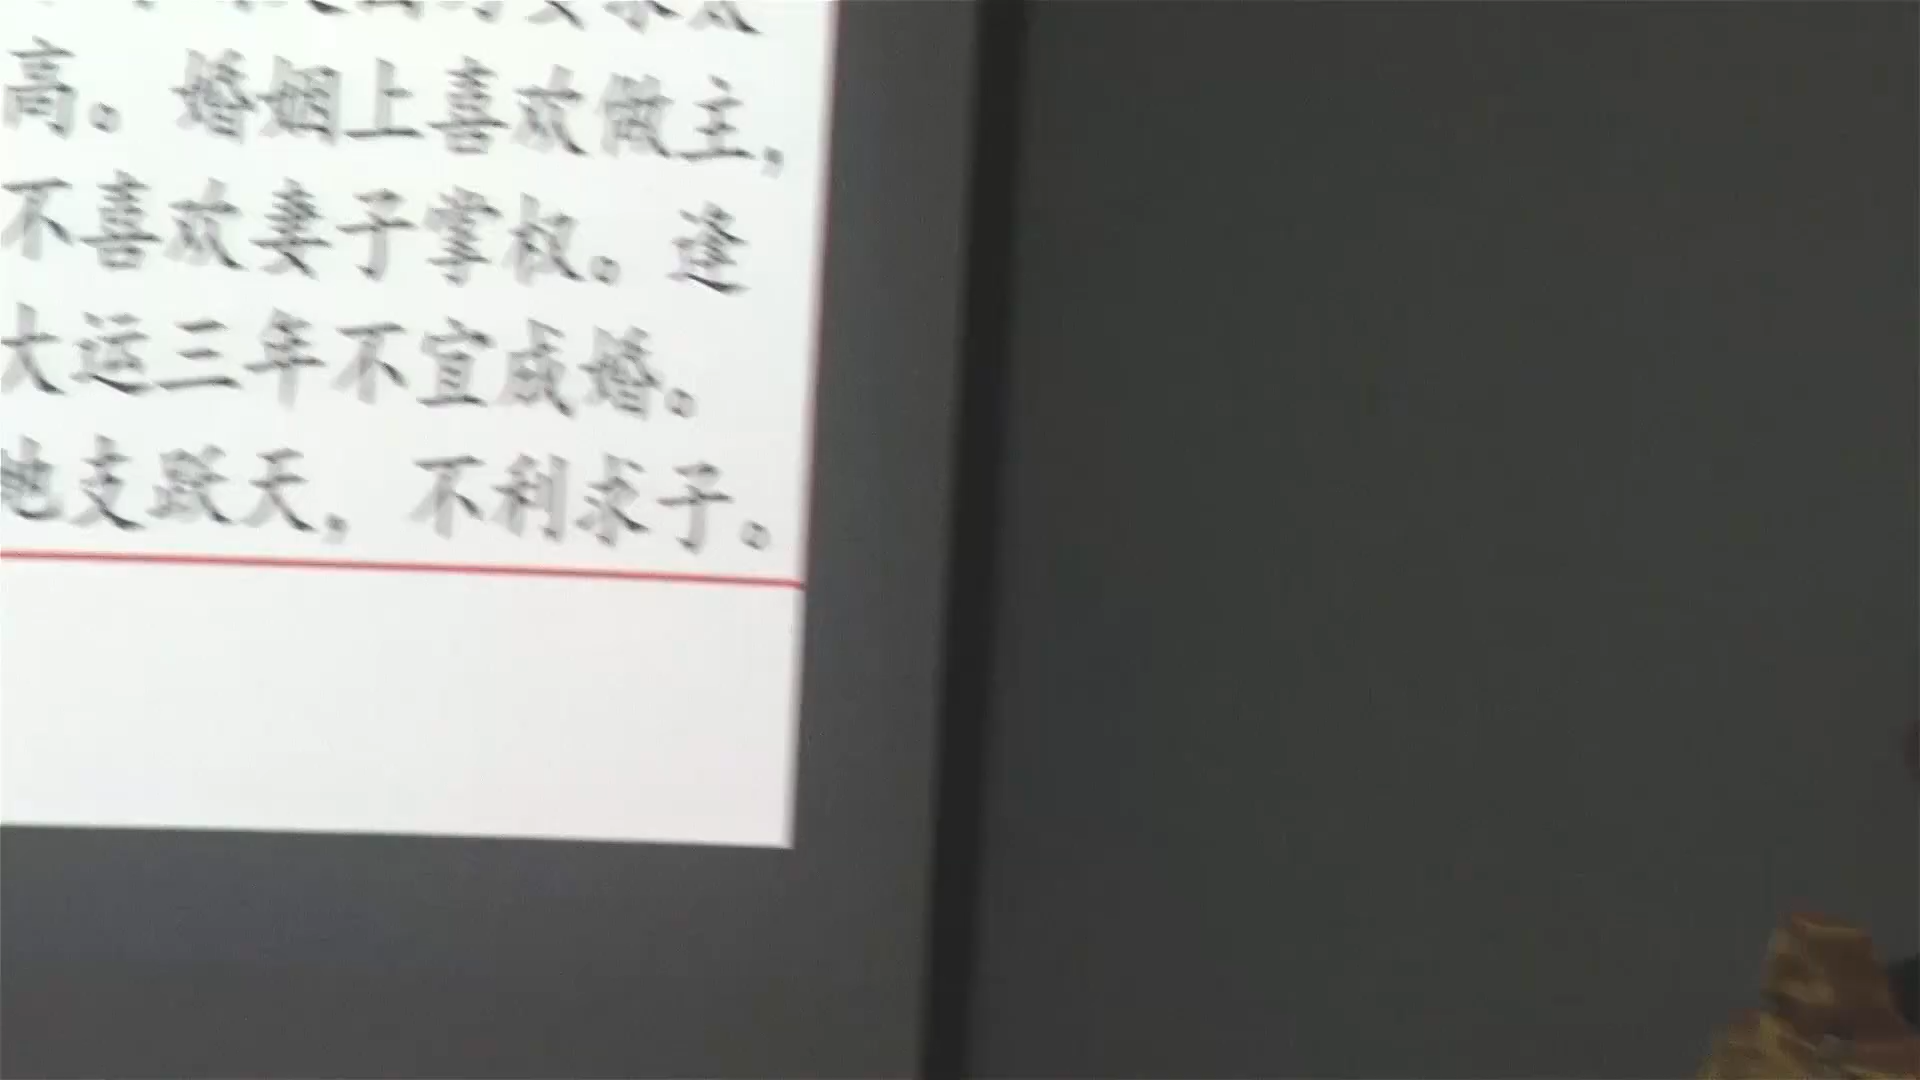 高。婚姻上喜欢做主，
不喜欢妻子掌权。逢
大运三年不宜成婚。
地支跃天，不利求子。